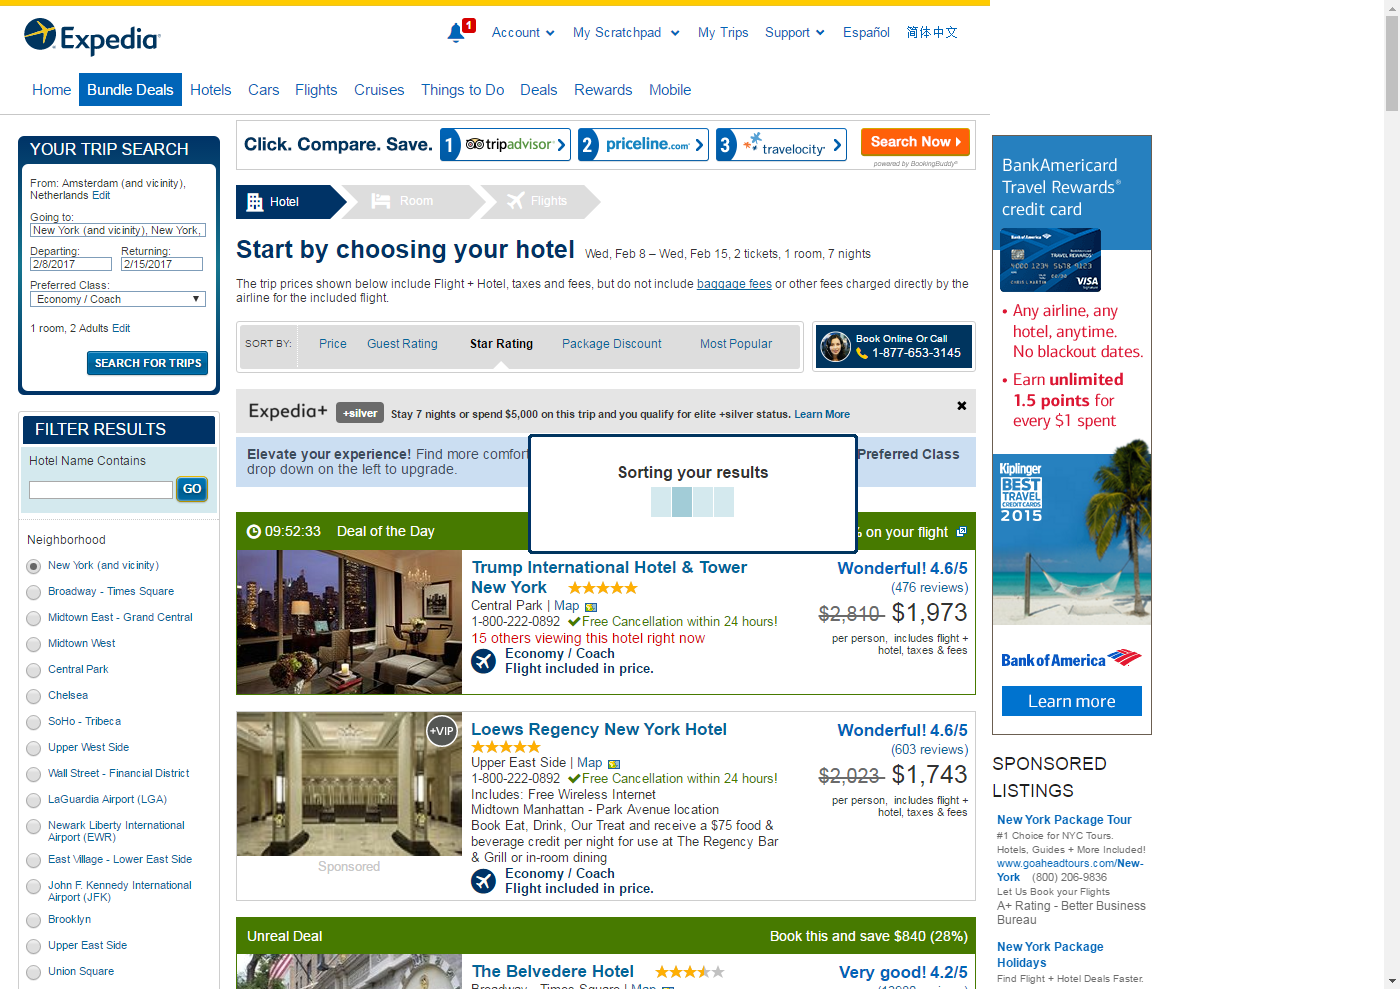 Expedia
1
Account
My Scratchpad
My Trips
Support
Español
简体中文
Home
Bundle Deals
Hotels
Cars
Flights
Cruises
Things to Do
Deals
Rewards
Mobile
YOUR TRIP SEARCH
From: Amsterdam (and vicinity),
Netherlands Edit
Going to:
New York (and vicinity), New York,
Departing:
Returning:
2/8/2017
2/15/2017
Preferred Class:
Economy / Coach
1 room, 2 Adults Edit
SEARCH FOR TRIPS
FILTER RESULTS
Hotel Name Contains
GO
Neighborhood
New York (and vicinity)
Broadway - Times Square
Midtown East - Grand Central
Midtown West
Central Park
Chelsea
SoHo - Tribeca
Upper West Side
Wall Street - Financial District
LaGuardia Airport (LGA)
Newark Liberty International
Airport (EWR)
East Village - Lower East Side
John F. Kennedy International
Airport (JFK)
Brooklyn
Upper East Side
Union Square
Click. Compare. Save.
1 tripadvisor
2 priceline.com
3 travelocity
Search Now
powered by BookingBuddy
Hotel
Room
Flights
Start by choosing your hotel
Wed, Feb 8 – Wed, Feb 15, 2 tickets, 1 room, 7 nights
The trip prices shown below include Flight + Hotel, taxes and fees, but do not include baggage fees or other fees charged directly by the
airline for the included flight.
SORT BY:
Price
Guest Rating
Star Rating
Package Discount
Most Popular
Book Online Or Call
1-877-653-3145
Expedia+ +silver Stay 7 nights or spend $5,000 on this trip and you qualify for elite +silver status. Learn More
Elevate your experience! Find more comfor
Preferred Class
drop down on the left to upgrade.
Sorting your results
09:52:33 Deal of the Day
% on your flight
Trump International Hotel & Tower
New York
Central Park | Map
1-800-222-0892 Free Cancellation within 24 hours!
15 others viewing this hotel right now
Economy / Coach
Flight included in price.
Wonderful! 4.6/5
(476 reviews)
$2,810 $1,973
per person, includes flight +
hotel, taxes & fees
+VIP
Sponsored
Loews Regency New York Hotel
Upper East Side | Map
1-800-222-0892 Free Cancellation within 24 hours!
Includes: Free Wireless Internet
Midtown Manhattan - Park Avenue location
Book Eat, Drink, Our Treat and receive a $75 food &
beverage credit per night for use at The Regency Bar
& Grill or in-room dining
Economy / Coach
Flight included in price.
Wonderful! 4.6/5
(603 reviews)
$2,023 $1,743
per person, includes flight +
hotel, taxes & fees
Unreal Deal
Book this and save $840 (28%)
The Belvedere Hotel
Broadway - Times Square | Map
Very good! 4.2/5
BankAmericard
Travel Rewards®
credit card
Bank of America
TRAVEL REWARDS
4000 1234 5678 9123
VISA
• Any airline, any
hotel, anytime.
No blackout dates.
• Earn unlimited
1.5 points for
every $1 spent
Kiplinger
BEST
TRAVEL
CREDIT CARDS
2015
Bank of America
Learn more
SPONSORED
LISTINGS
New York Package Tour
#1 Choice for NYC Tours.
Hotels, Guides + More Included!
www.goaheadtours.com/New-
York (800) 206-9836
Let Us Book your Flights
A+ Rating - Better Business
Bureau
New York Package
Holidays
Find Flight + Hotel Deals Faster.